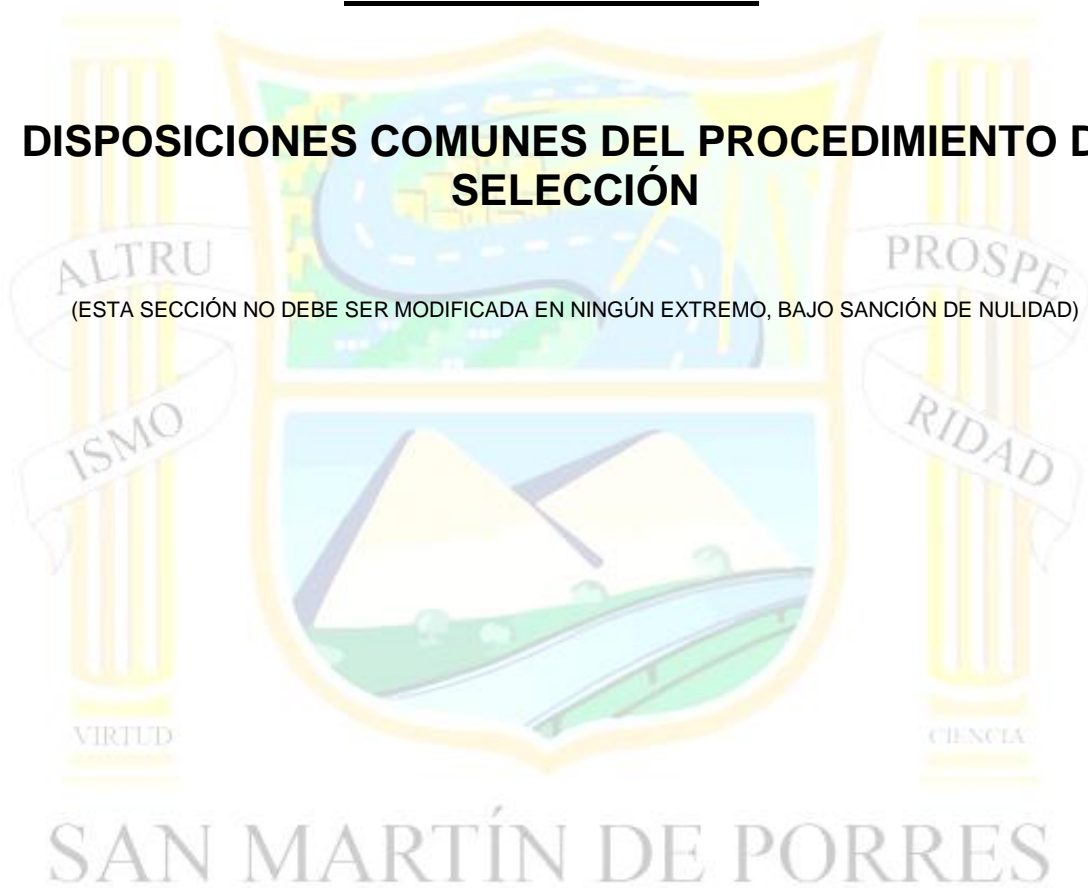 DISPOSICIONES COMUNES DEL PROCEDIMIENTO D
SELECCIÓN
ALTRU
PROSPE
(ESTA SECCIÓN NO DEBE SER MODIFICADA EN NINGÚN EXTREMO, BAJO SANCIÓN DE NULIDAD)
ISMO
RIDAD
VIRTUD
CIENCIA
SAN MARTÍN DE PORRES